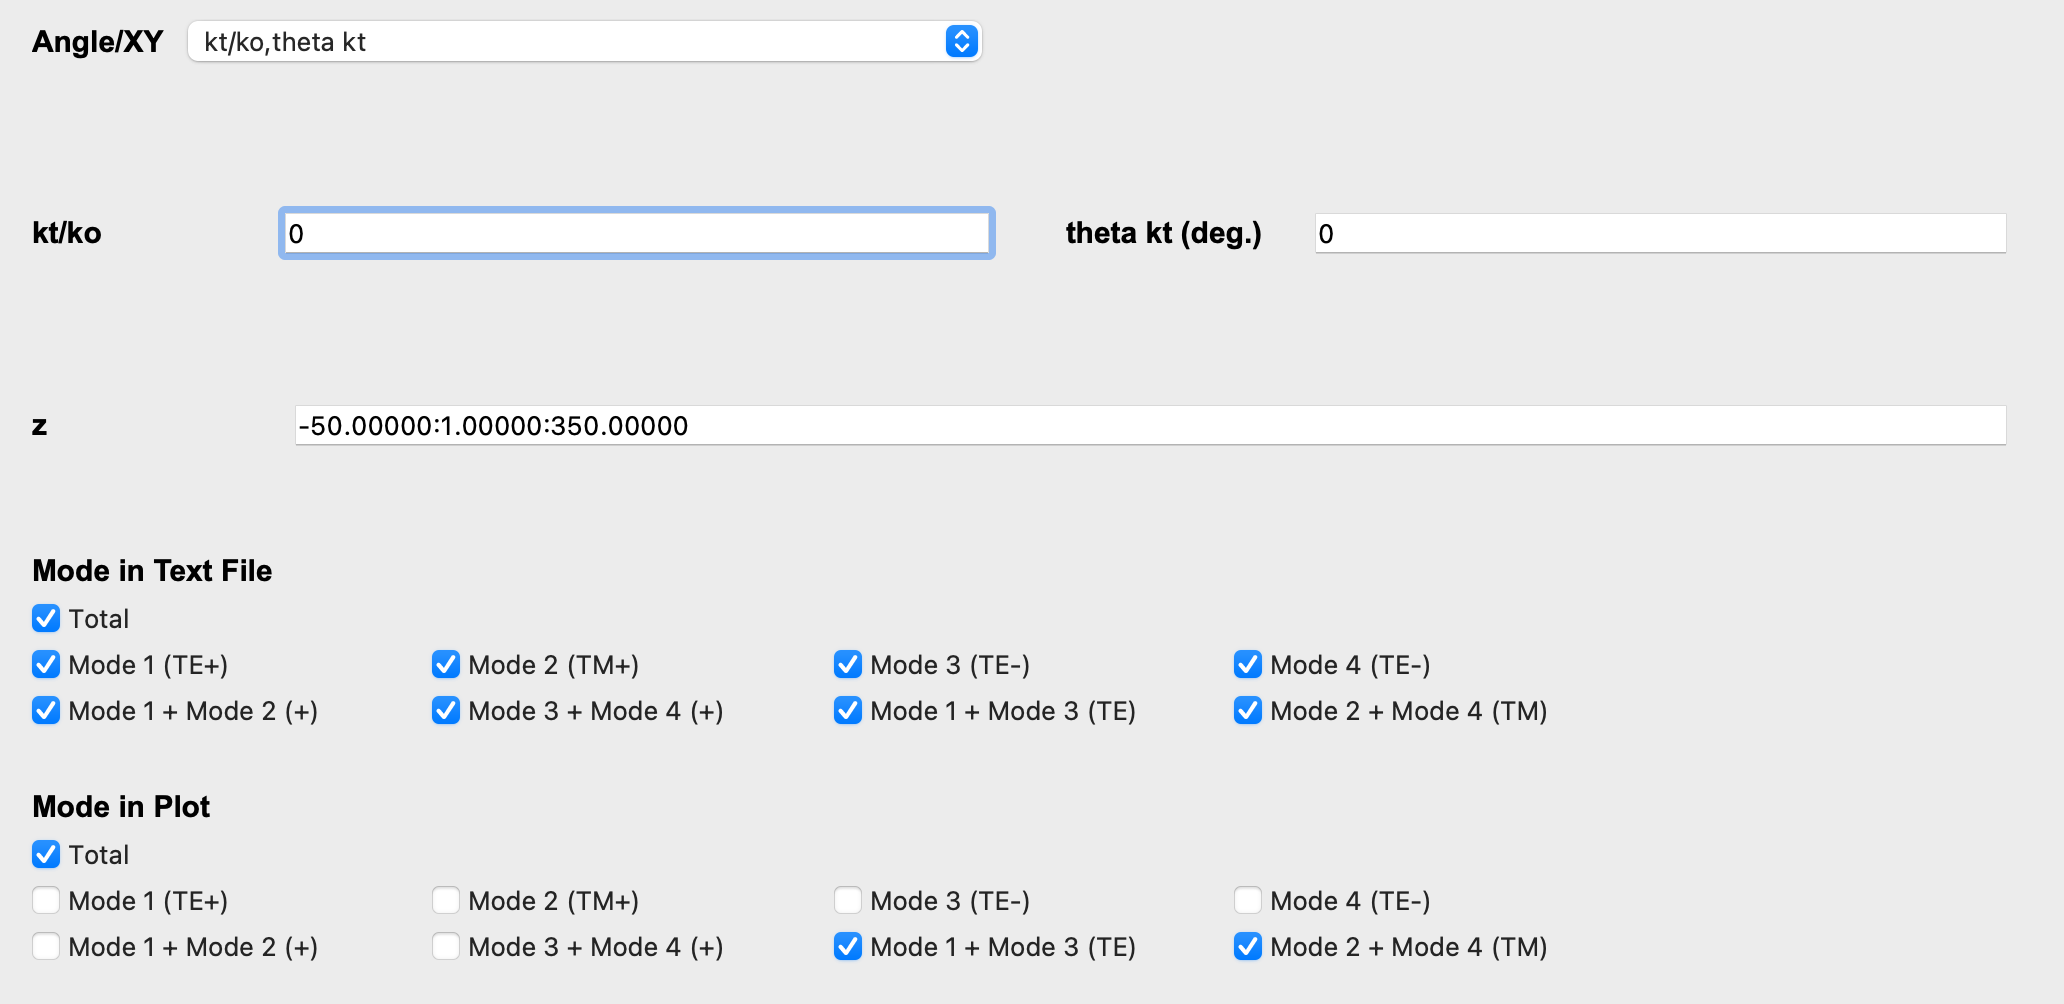 Angle/XY kt/ko,theta kt
kt/ko 0 theta kt (deg.) 0
z -50.00000:1.00000:350.00000
Mode in Text File
Total
Mode 1 (TE+) Mode 2 (TM+) Mode 3 (TE-) Mode 4 (TE-)
Mode 1 + Mode 2 (+) Mode 3 + Mode 4 (+) Mode 1 + Mode 3 (TE) Mode 2 + Mode 4 (TM)
Mode in Plot
Total
Mode 1 (TE+) Mode 2 (TM+) Mode 3 (TE-) Mode 4 (TE-)
Mode 1 + Mode 2 (+) Mode 3 + Mode 4 (+) Mode 1 + Mode 3 (TE) Mode 2 + Mode 4 (TM)